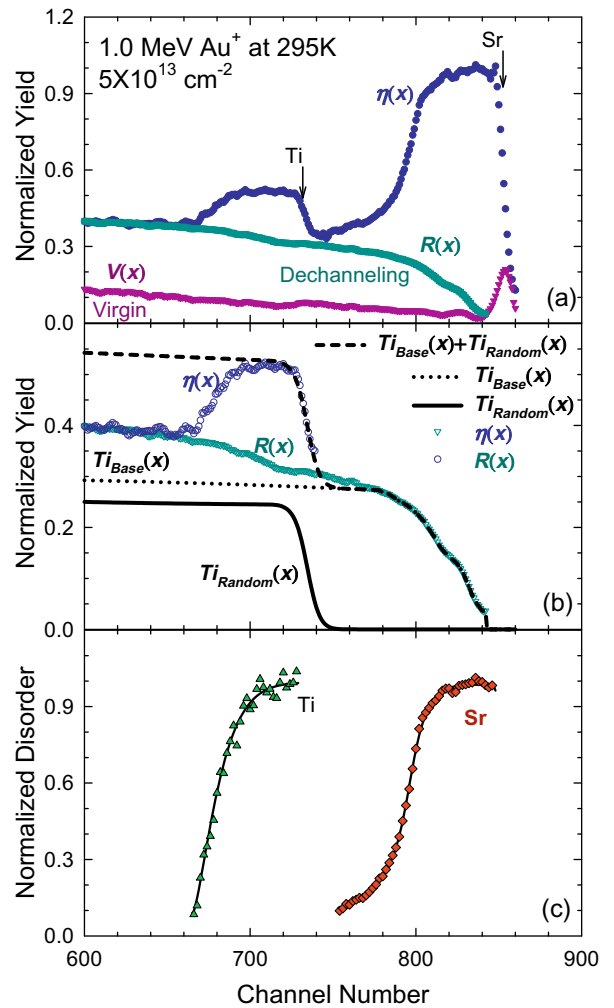 1.0 MeV Au⁺ at 295K
5X10¹³ cm⁻²
Sr
η(x)
Ti
R(x)
Dechanneling
V(x)
Virgin
(a)
Normalized Yield
1.2
0.9
0.6
0.3
0.0
Ti_Base(x)+Ti_Random(x)
Ti_Base(x)
Ti_Random(x)
η(x)
R(x)
η(x)
R(x)
Ti_Base(x)
Ti_Random(x)
(b)
Normalized Yield
0.4
0.2
0.0
Ti
Sr
(c)
Normalized Disorder
0.9
0.6
0.3
0.0
600 700 800 900
Channel Number